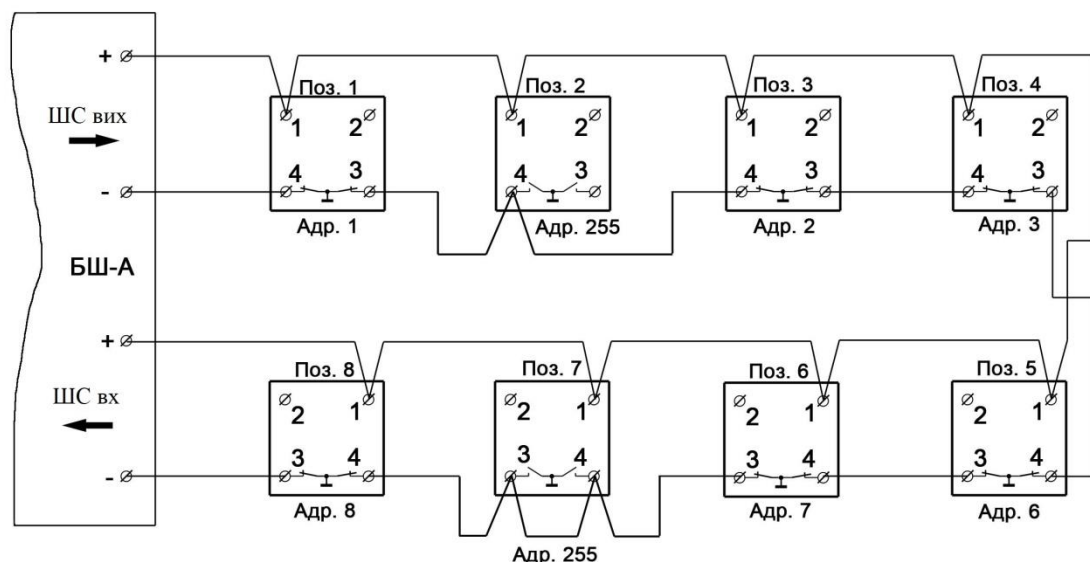 +
ШС вих
-
БШ-А
+
ШС вх
-
Поз. 1
1 2
4 3
Адр. 1
Поз. 2
1 2
4 3
Адр. 255
Поз. 3
1 2
4 3
Адр. 2
Поз. 4
1 2
4 3
Адр. 3
Поз. 8
2 1
3 4
Адр. 8
Поз. 7
2 1
3 4
Адр. 255
Поз. 6
2 1
3 4
Адр. 7
Поз. 5
2 1
3 4
Адр. 6